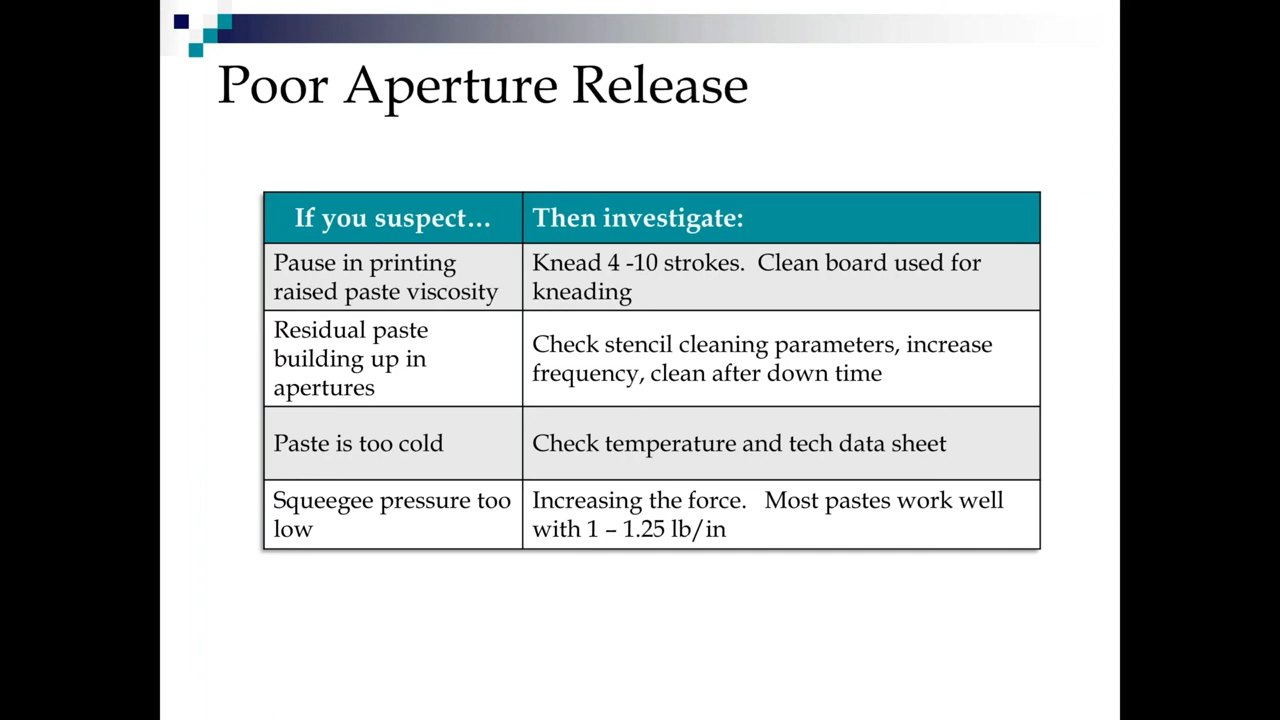 Poor Aperture Release
If you suspect… Then investigate:
Pause in printing
raised paste viscosity
Knead 4 -10 strokes.  Clean board used for
kneading
Residual paste
building up in
apertures
Check stencil cleaning parameters, increase
frequency, clean after down time
Paste is too cold
Check temperature and tech data sheet
Squeegee pressure too
low
Increasing the force.   Most pastes work well
with 1 – 1.25 lb/in